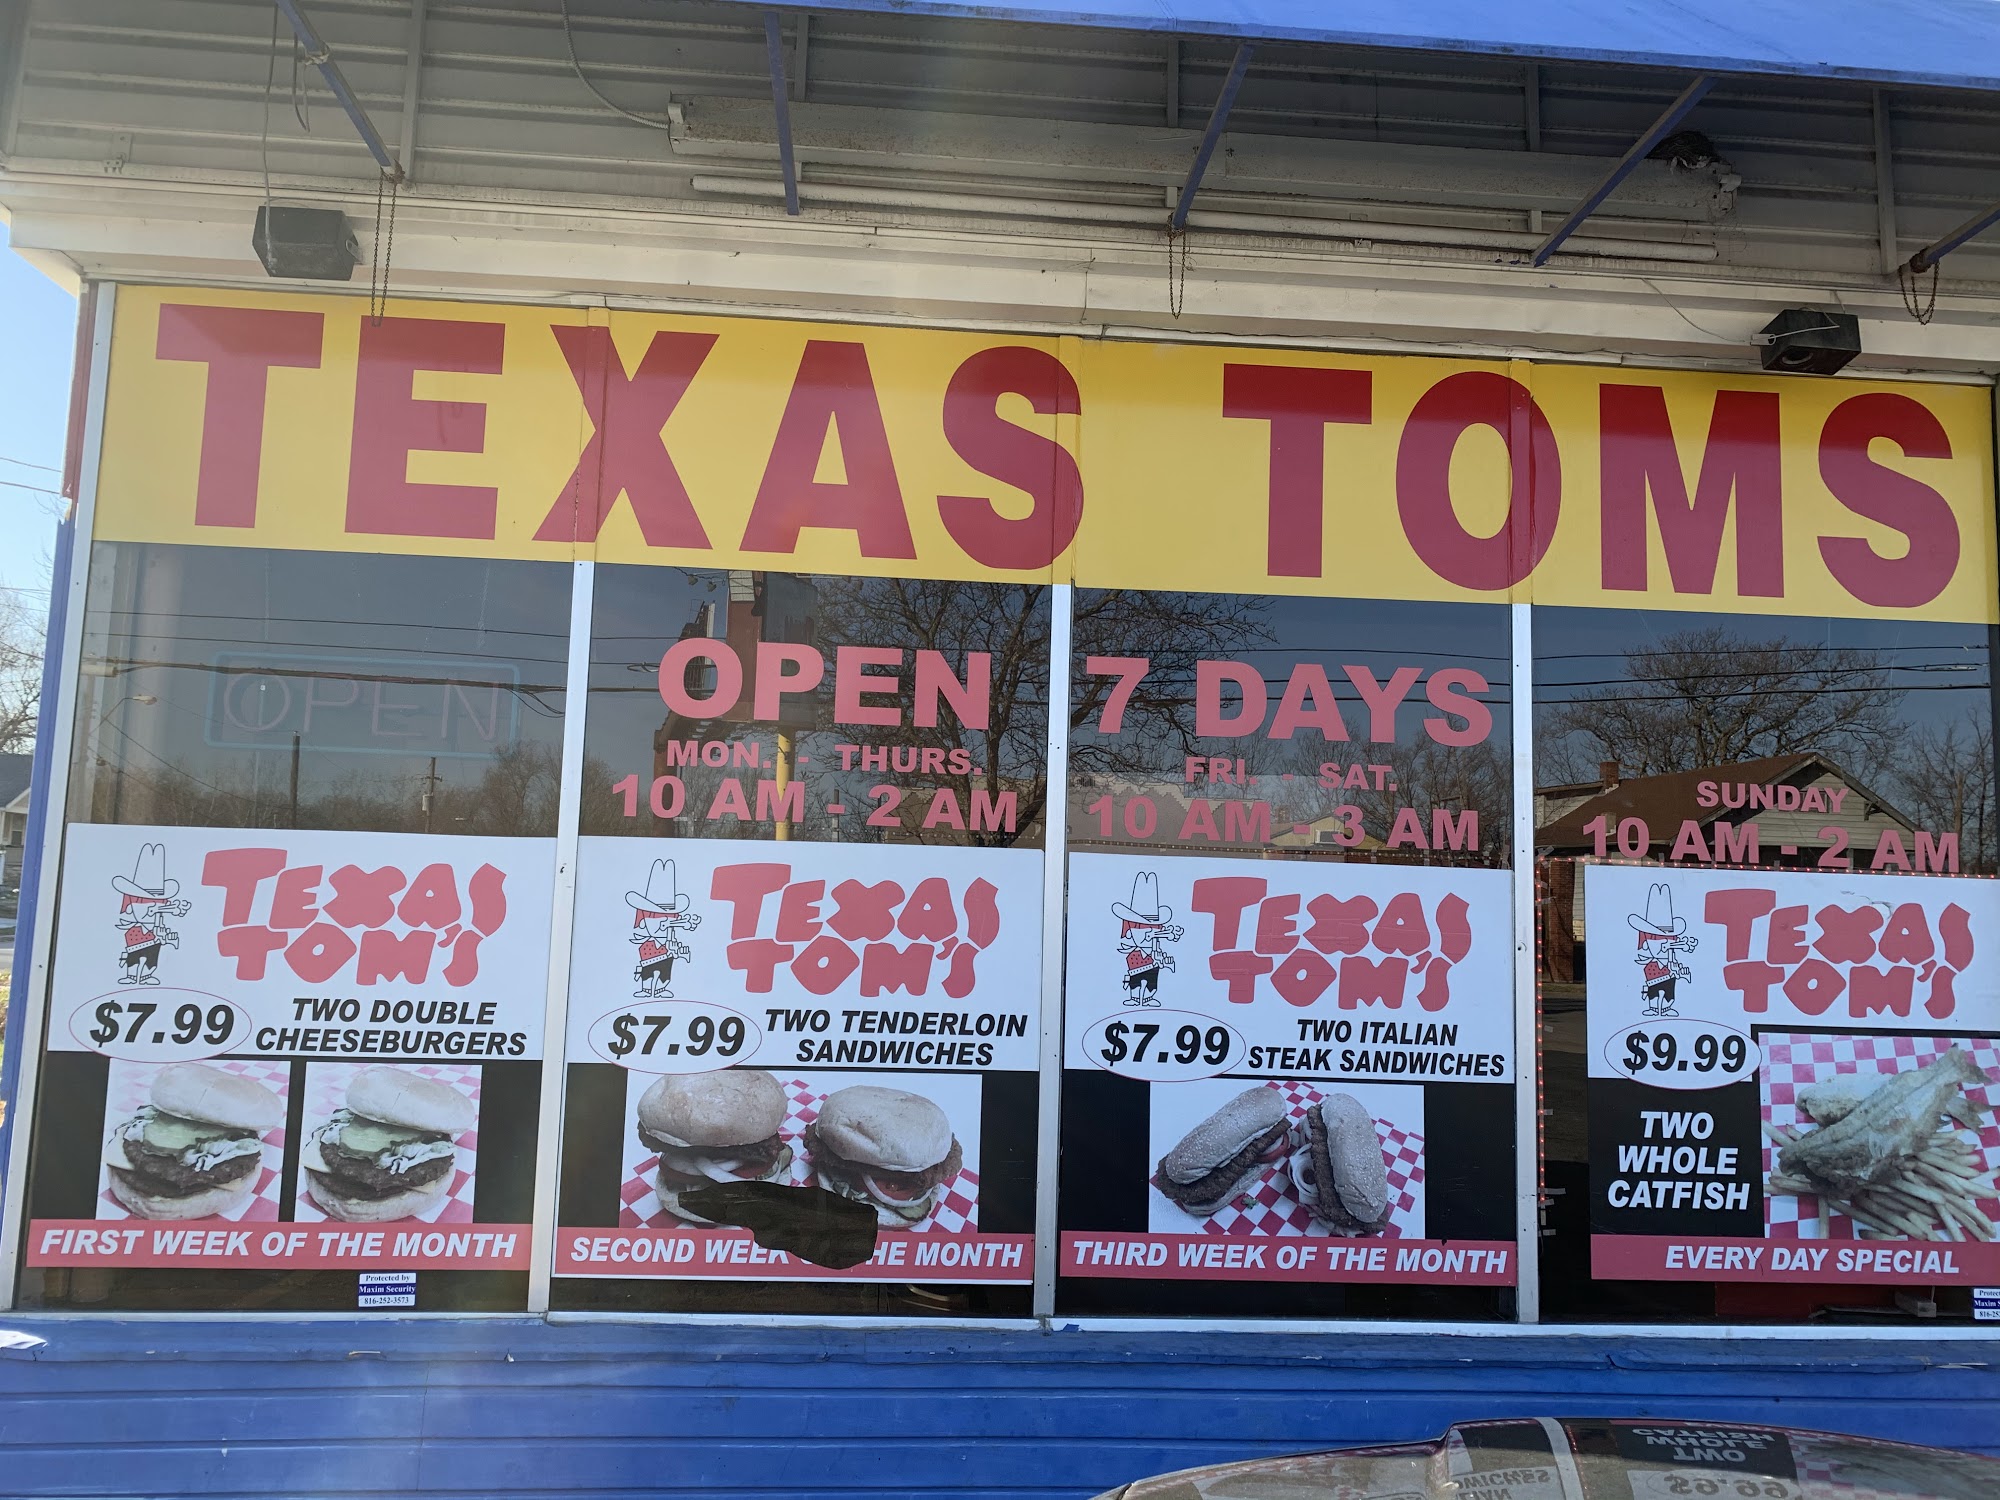 TEXAS TOMS
OPEN
OPEN 7 DAYS
MON. - THURS.
10 AM - 2 AM
FRI. - SAT.
10 AM - 3 AM
SUNDAY
10 AM - 2 AM
TEXAS
TOM'S
$7.99
TWO DOUBLE
CHEESEBURGERS
FIRST WEEK OF THE MONTH
Protected by
Maxim Security
816-252-3573
TEXAS
TOM'S
$7.99
TWO TENDERLOIN
SANDWICHES
SECOND WEEK HE MONTH
TEXAS
TOM'S
$7.99
TWO ITALIAN
STEAK SANDWICHES
THIRD WEEK OF THE MONTH
TEXAS
TOM'S
$9.99
TWO
WHOLE
CATFISH
EVERY DAY SPECIAL